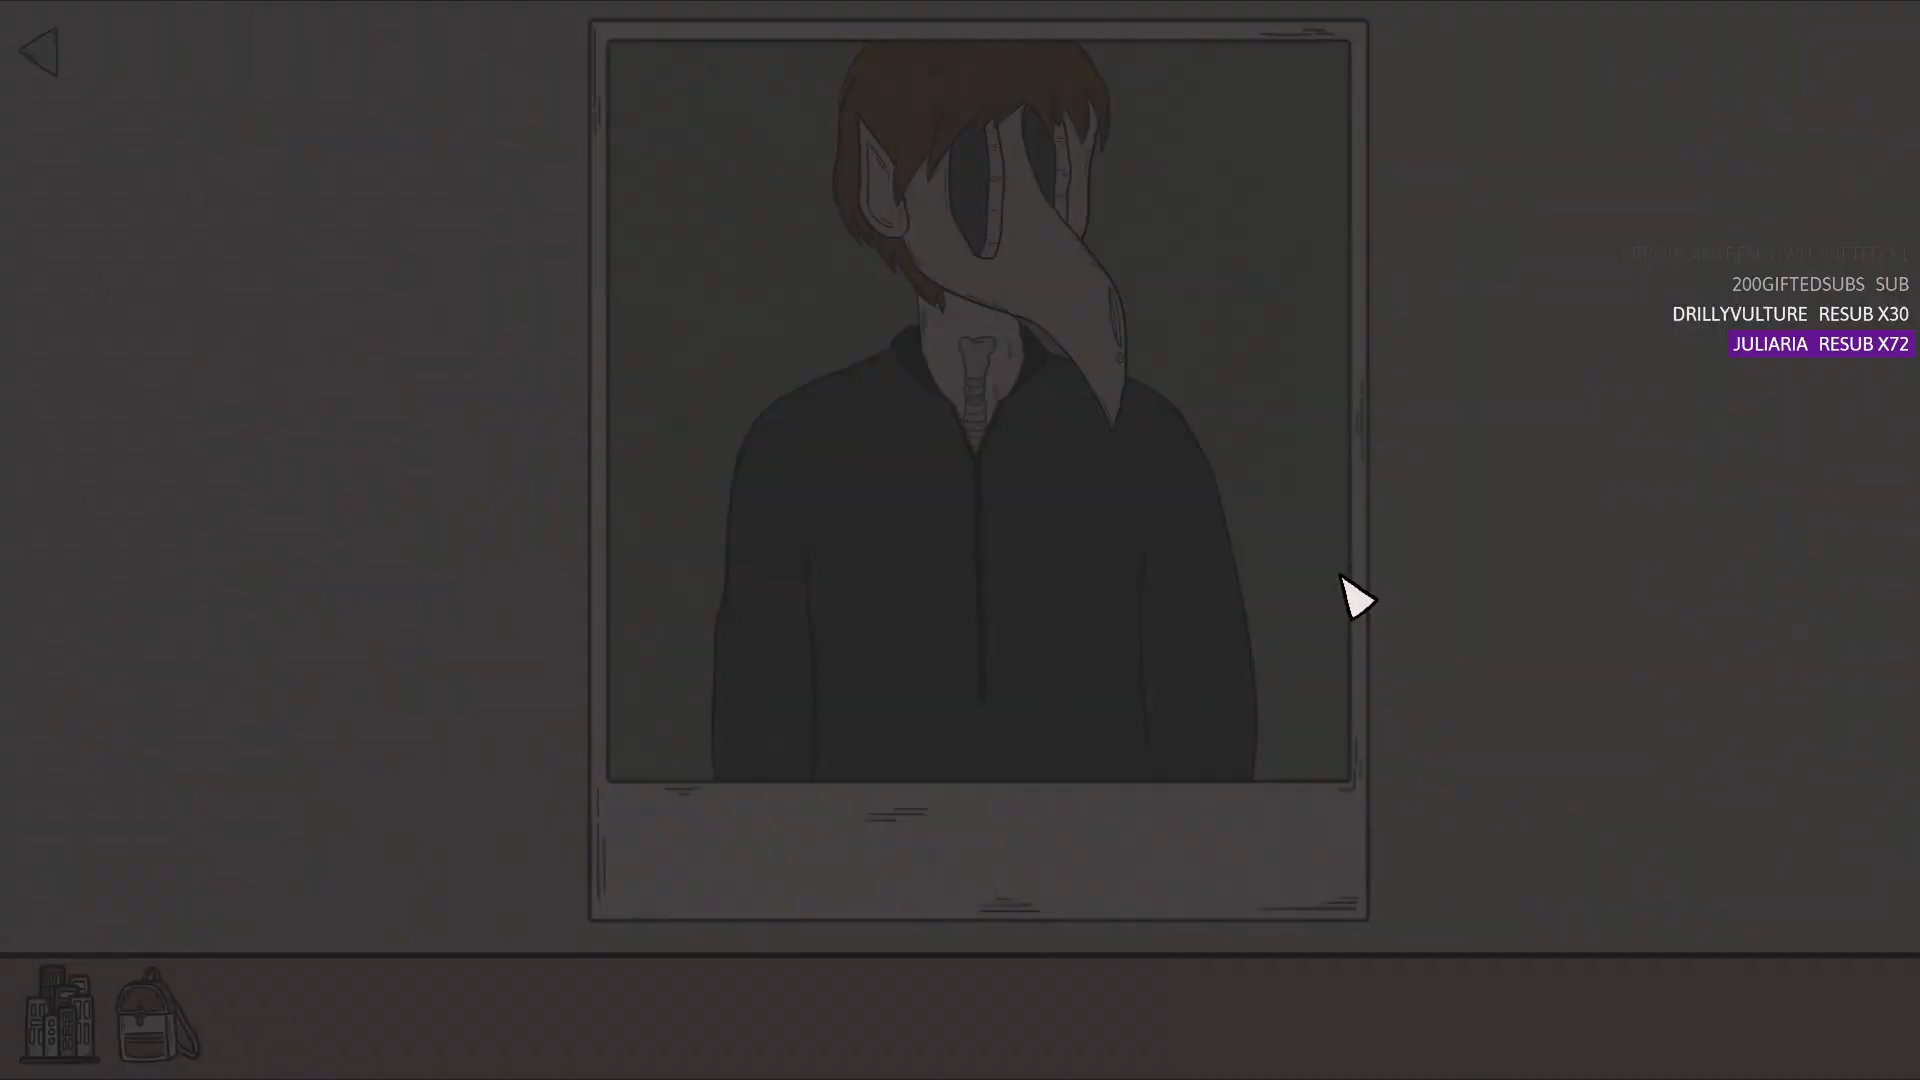 200GIFTEDSUBS SUB
DRILLYVULTURE RESUB X30
JULIARIA RESUB X72